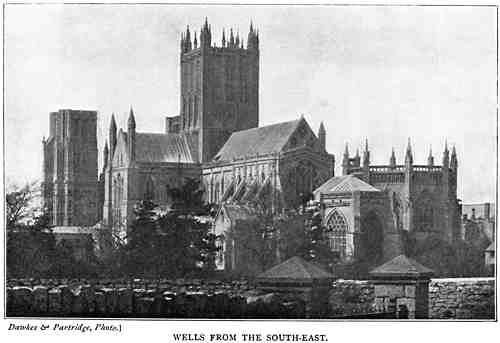 Dawkes & Partridge, Photo.]
WELLS FROM THE SOUTH-EAST.